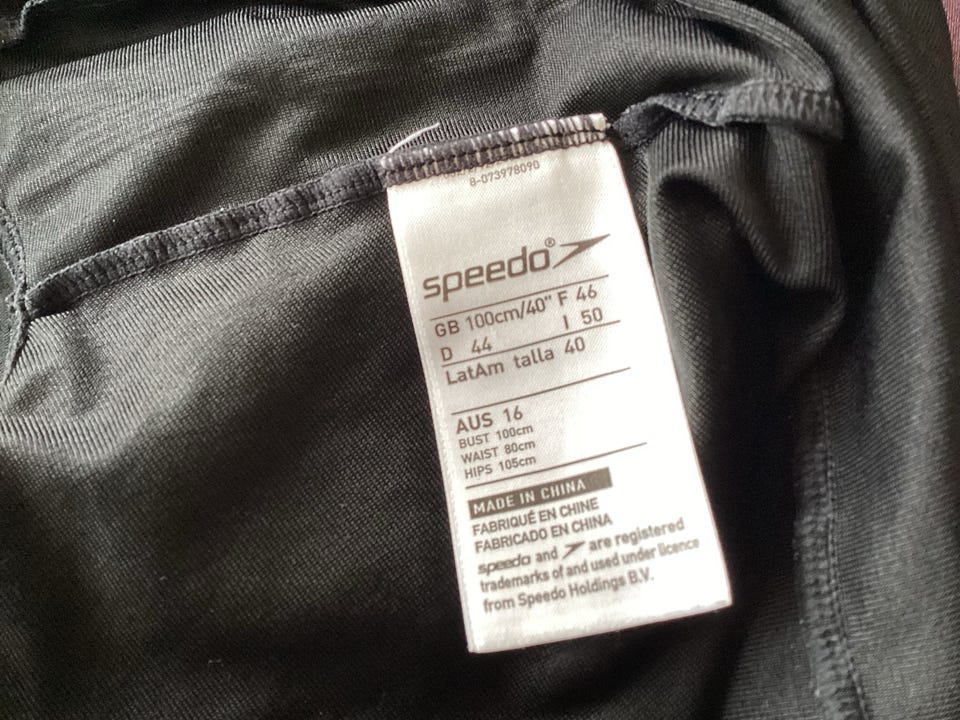 8-073978090
speedo®
GB 100cm/40" F 46
D 44 I 50
LatAm talla 40
AUS 16
BUST 100cm
WAIST 80cm
HIPS 105cm
MADE IN CHINA
FABRIQUÉ EN CHINE
FABRICADO EN CHINA
speedo and are registered
trademarks of and used under licence
from Speedo Holdings B.V.